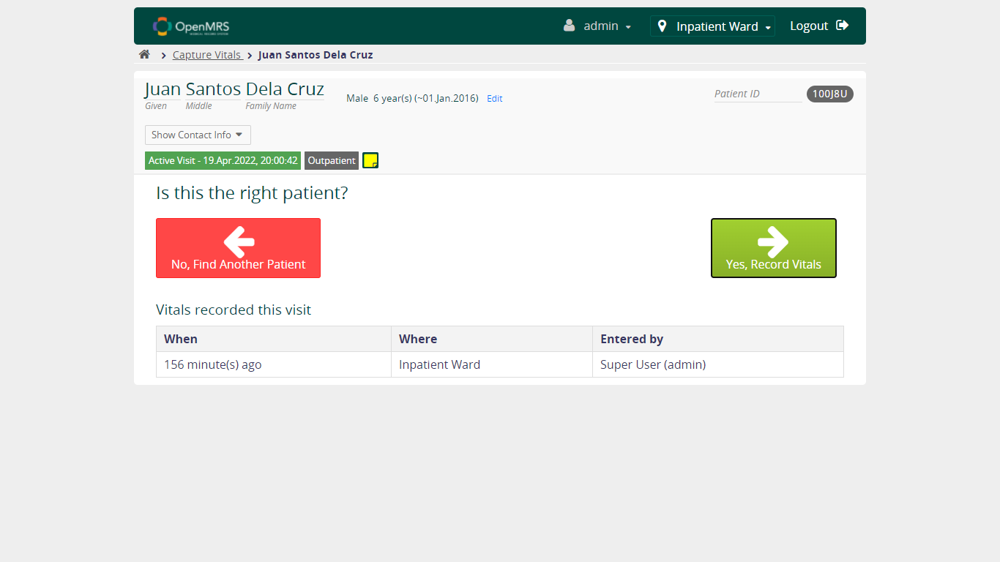 OpenMRS
admin
Inpatient Ward
Logout
Capture Vitals
Juan Santos Dela Cruz
Juan Santos Dela Cruz
Given Middle Family Name
Male 6 year(s) (~01.Jan.2016) Edit
Patient ID 100J8U
Show Contact Info
Active Visit - 19.Apr.2022, 20:00:42 Outpatient
Is this the right patient?
No, Find Another Patient
Yes, Record Vitals
Vitals recorded this visit
When Where Entered by
156 minute(s) ago Inpatient Ward Super User (admin)